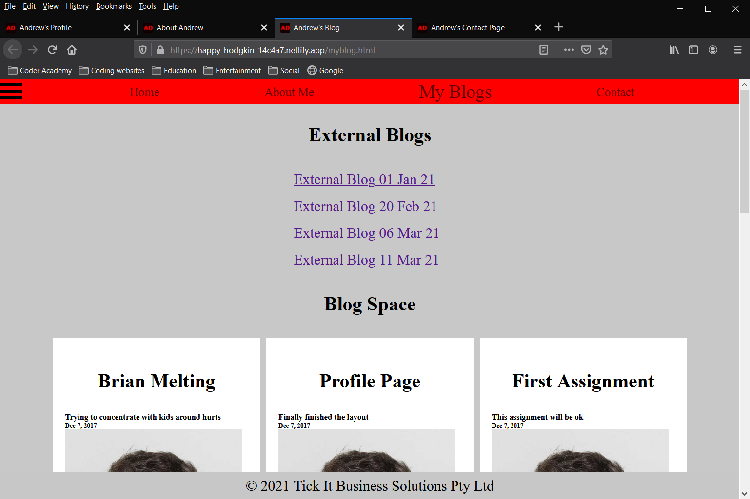 File Edit View History Bookmarks Tools Help
Andrew's Profile
About Andrew
Andrew's Blog
Andrew's Contact Page
https://happy-hodgkin-14c4a7.netlify.app/myblog.html
Coder Academy
Coding websites
Education
Entertainment
Social
Google
Home
About Me
My Blogs
Contact
External Blogs
External Blog 01 Jan 21
External Blog 20 Feb 21
External Blog 06 Mar 21
External Blog 11 Mar 21
Blog Space
Brian Melting
Trying to concentrate with kids around hurts
Dec 7, 2017
Profile Page
Finally finished the layout
Dec 7, 2017
First Assignment
This assignment will be ok
Dec 7, 2017
© 2021 Tick It Business Solutions Pty Ltd